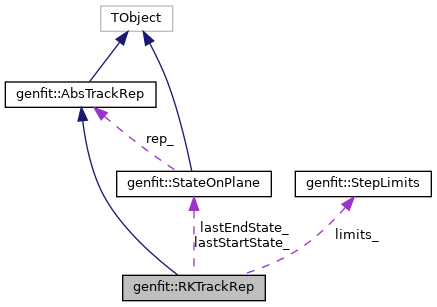 TObject
genfit::AbsTrackRep
rep_
genfit::StateOnPlane
genfit::StepLimits
lastEndState_
lastStartState_
limits_
genfit::RKTrackRep